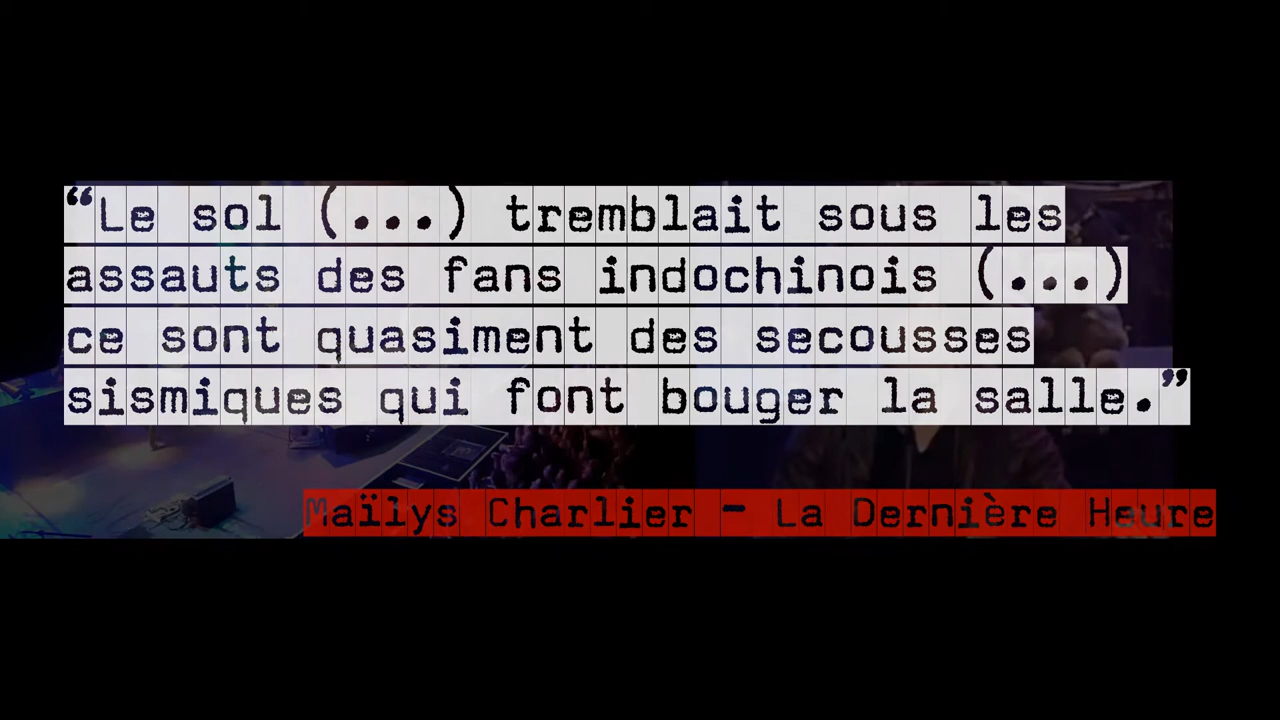 “Le sol (...) tremblait sous les
assauts des fans indochinois (...)
ce sont quasiment des secousses
sismiques qui font bouger la salle.”
Maïlys Charlier - La Dernière Heure